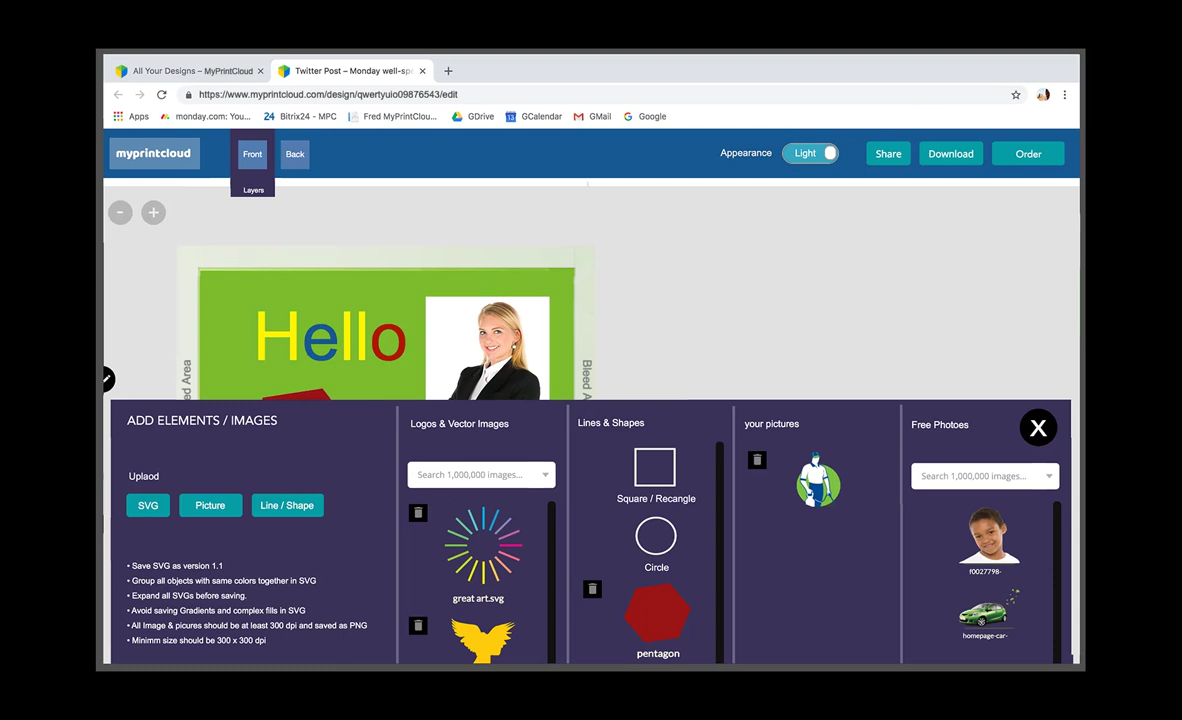 All Your Designs – MyPrintCloud
Twitter Post – Monday well-spo
https://www.myprintcloud.com/design/qwertyuio09876543/edit
Apps
monday.com: You...
24 Bitrix24 - MPC
Fred MyPrintClou...
GDrive
GCalendar
GMail
Google
myprintcloud
Front
Back
Layers
Appearance
Light
Share
Download
Order
Hello
ADD ELEMENTS / IMAGES
Uplaod
SVG
Picture
Line / Shape
• Save SVG as version 1.1
• Group all objects with same colors together in SVG
• Expand all SVGs before saving.
• Avoid saving Gradients and complex fills in SVG
• All Image & picures should be at least 300 dpi and saved as PNG
• Minimm size should be 300 x 300 dpi
Logos & Vector Images
Search 1,000,000 images...
great art.svg
Lines & Shapes
Square / Recangle
Circle
pentagon
your pictures
Free Photoes
X
Search 1,000,000 images...
f0027798-
homepage-car-